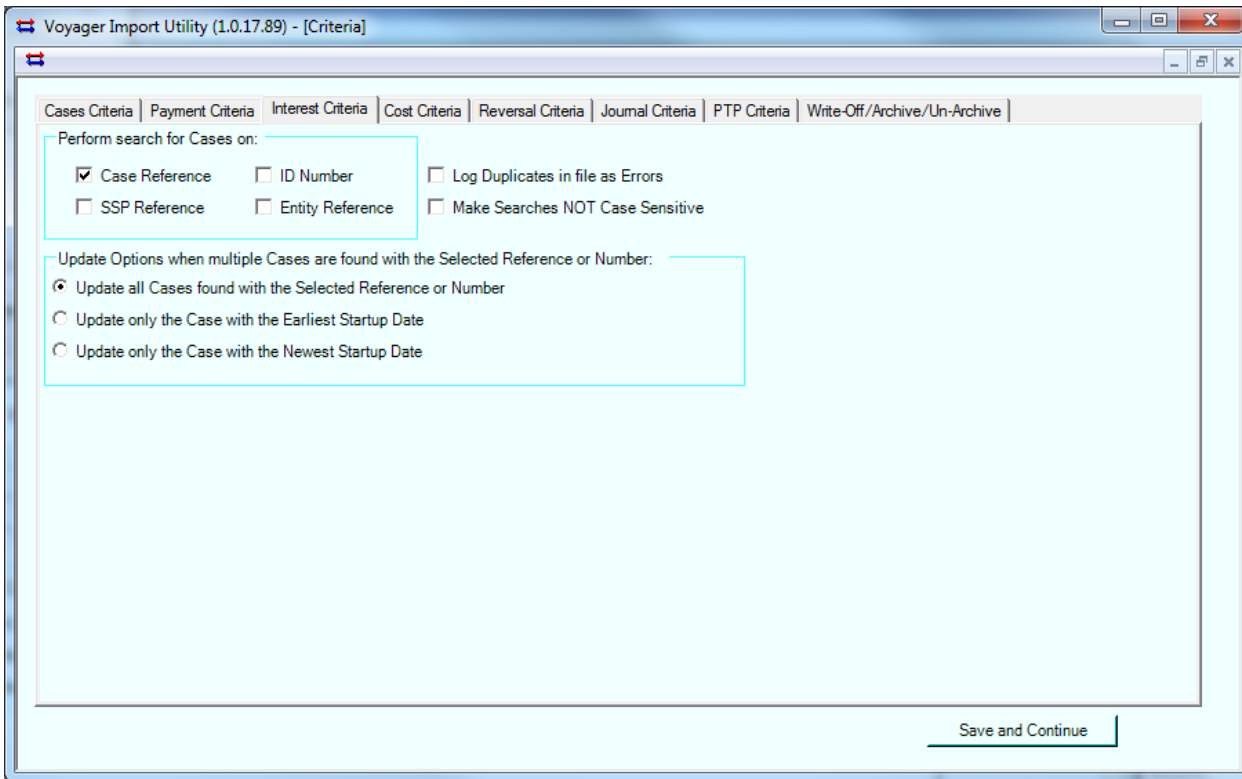 Voyager Import Utility (1.0.17.89) - [Criteria]
Cases Criteria Payment Criteria Interest Criteria Cost Criteria Reversal Criteria Journal Criteria PTP Criteria Write-Off/Archive/Un-Archive
Perform search for Cases on:
Case Reference ID Number Log Duplicates in file as Errors
SSP Reference Entity Reference Make Searches NOT Case Sensitive
Update Options when multiple Cases are found with the Selected Reference or Number:
Update all Cases found with the Selected Reference or Number
Update only the Case with the Earliest Startup Date
Update only the Case with the Newest Startup Date
Save and Continue